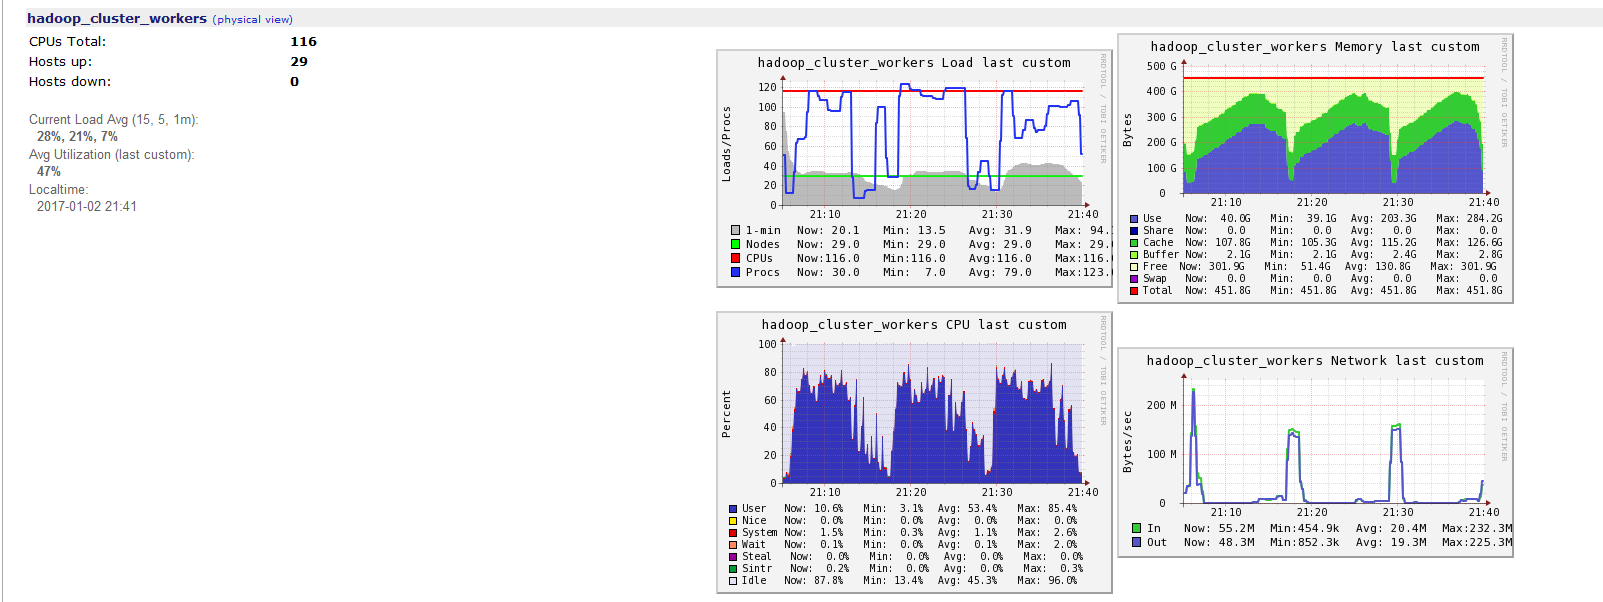 hadoop_cluster_workers (physical view)
CPUs Total: 116
Hosts up: 29
Hosts down: 0
Current Load Avg (15, 5, 1m):
28%, 21%, 7%
Avg Utilization (last custom):
47%
Localtime:
2017-01-02 21:41
hadoop_cluster_workers Load last custom
RRDTOOL / TOBI OETIKER
Loads/Procs
120
100
80
60
40
20
0
21:10 21:20 21:30 21:40
1-min Now: 20.1 Min: 13.5 Avg: 31.9 Max: 94.
Nodes Now: 29.0 Min: 29.0 Avg: 29.0 Max: 29.
CPUs Now:116.0 Min:116.0 Avg:116.0 Max:116.
Procs Now: 30.0 Min: 7.0 Avg: 79.0 Max:123.
hadoop_cluster_workers Memory last custom
RRDTOOL / TOBI OETIKER
Bytes
500 G
400 G
300 G
200 G
100 G
0
21:10 21:20 21:30 21:40
Use Now: 40.0G Min: 39.1G Avg: 203.3G Max: 284.2G
Share Now: 0.0 Min: 0.0 Avg: 0.0 Max: 0.0
Cache Now: 107.8G Min: 105.3G Avg: 115.2G Max: 126.6G
Buffer Now: 2.1G Min: 2.1G Avg: 2.4G Max: 2.8G
Free Now: 301.9G Min: 51.4G Avg: 130.8G Max: 301.9G
Swap Now: 0.0 Min: 0.0 Avg: 0.0 Max: 0.0
Total Now: 451.8G Min: 451.8G Avg: 451.8G Max: 451.8G
hadoop_cluster_workers CPU last custom
RRDTOOL / TOBI OETIKER
Percent
100
80
60
40
20
0
21:10 21:20 21:30 21:40
User Now: 10.6% Min: 3.1% Avg: 53.4% Max: 85.4%
Nice Now: 0.0% Min: 0.0% Avg: 0.0% Max: 0.0%
System Now: 1.5% Min: 0.3% Avg: 1.1% Max: 2.6%
Wait Now: 0.1% Min: 0.0% Avg: 0.1% Max: 2.0%
Steal Now: 0.0% Min: 0.0% Avg: 0.0% Max: 0.0%
Sintr Now: 0.2% Min: 0.0% Avg: 0.0% Max: 0.3%
Idle Now: 87.8% Min: 13.4% Avg: 45.3% Max: 96.0%
hadoop_cluster_workers Network last custom
RRDTOOL / TOBI OETIKER
Bytes/sec
200 M
100 M
0
21:10 21:20 21:30 21:40
In Now: 55.2M Min:454.9k Avg: 20.4M Max:232.3M
Out Now: 48.3M Min:852.3k Avg: 19.3M Max:225.3M